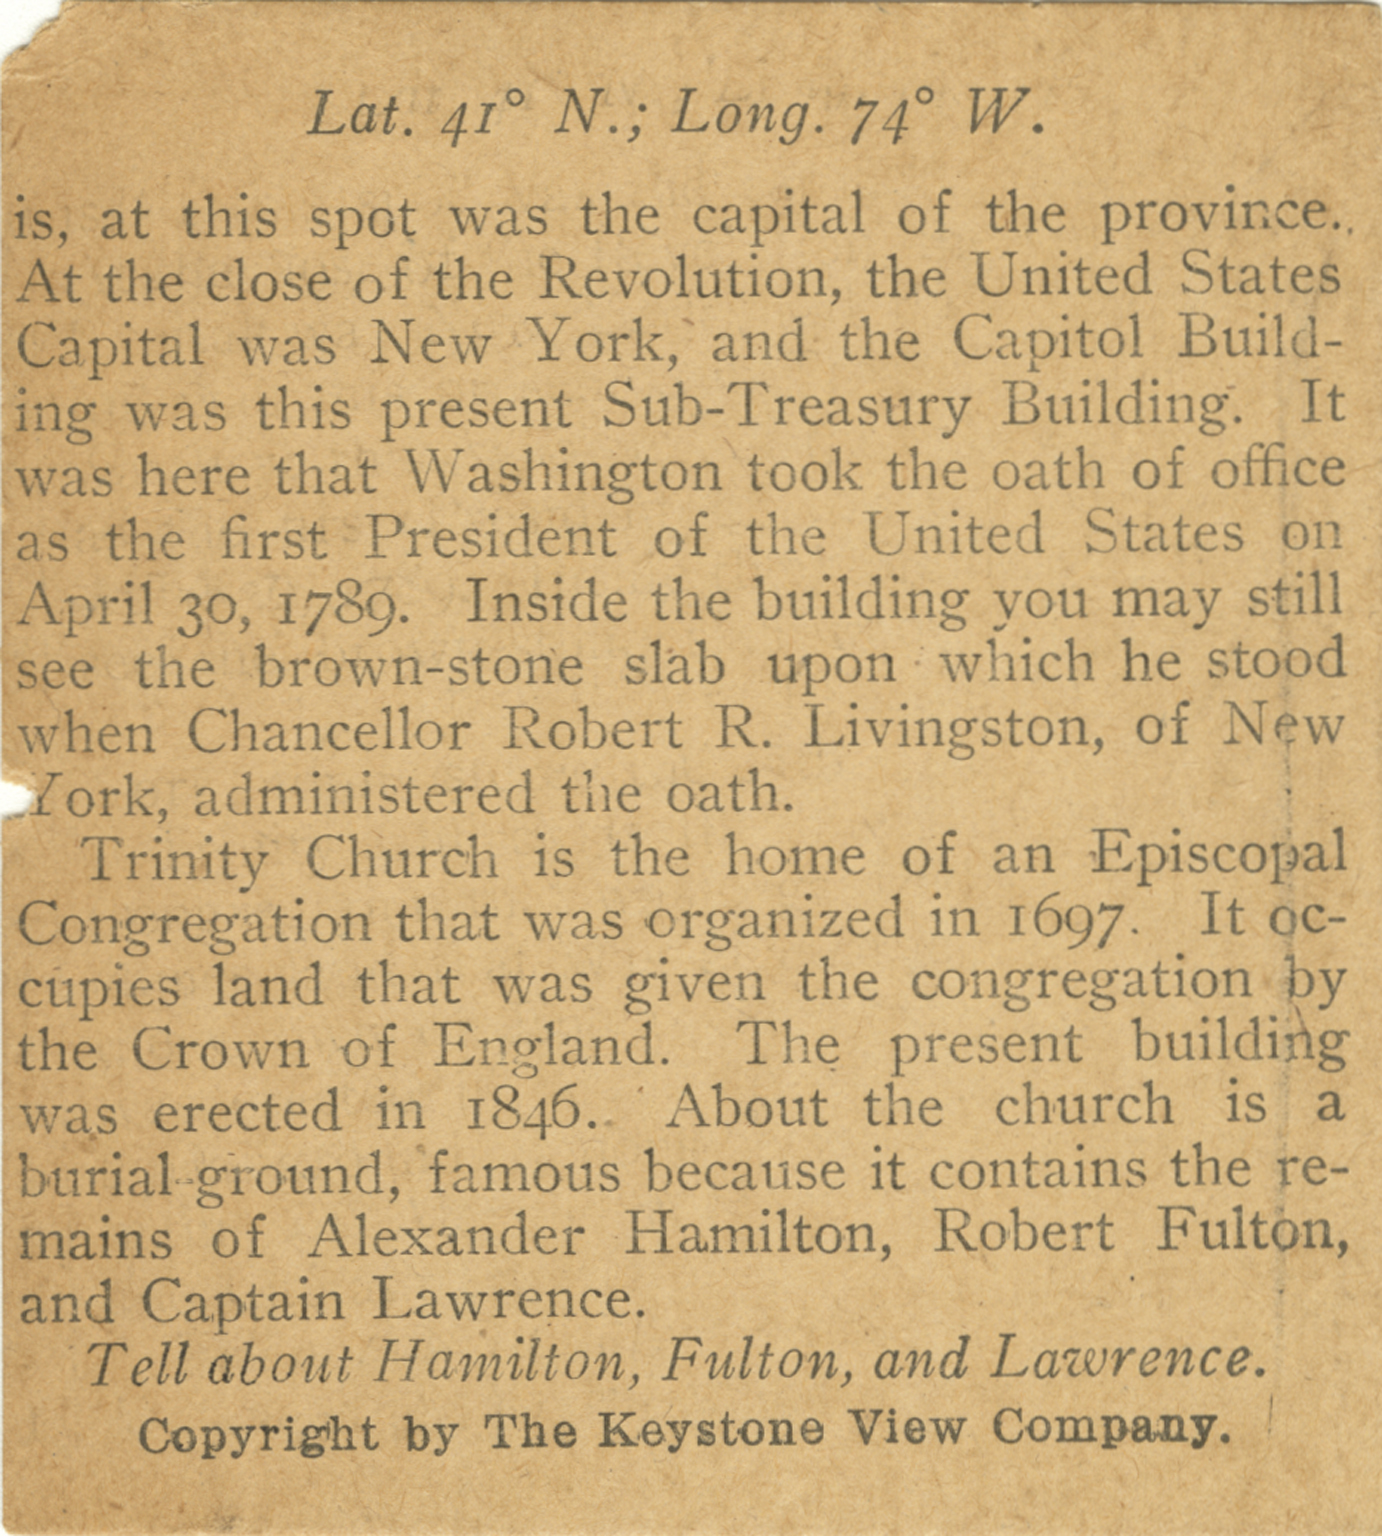 Lat. 41° N.; Long. 74° W.
is, at this spot was the capital of the province.
At the close of the Revolution, the United States
Capital was New York, and the Capitol Build-
ing was this present Sub-Treasury Building. It
was here that Washington took the oath of office
as the first President of the United States on
April 30, 1789. Inside the building you may still
see the brown-stone slab upon which he stood
when Chancellor Robert R. Livingston, of New
York, administered the oath.
Trinity Church is the home of an Episcopal
Congregation that was organized in 1697. It oc-
cupies land that was given the congregation by
the Crown of England. The present building
was erected in 1846. About the church is a
burial-ground, famous because it contains the re-
mains of Alexander Hamilton, Robert Fulton,
and Captain Lawrence.
Tell about Hamilton, Fulton, and Lawrence.
Copyright by The Keystone View Company.